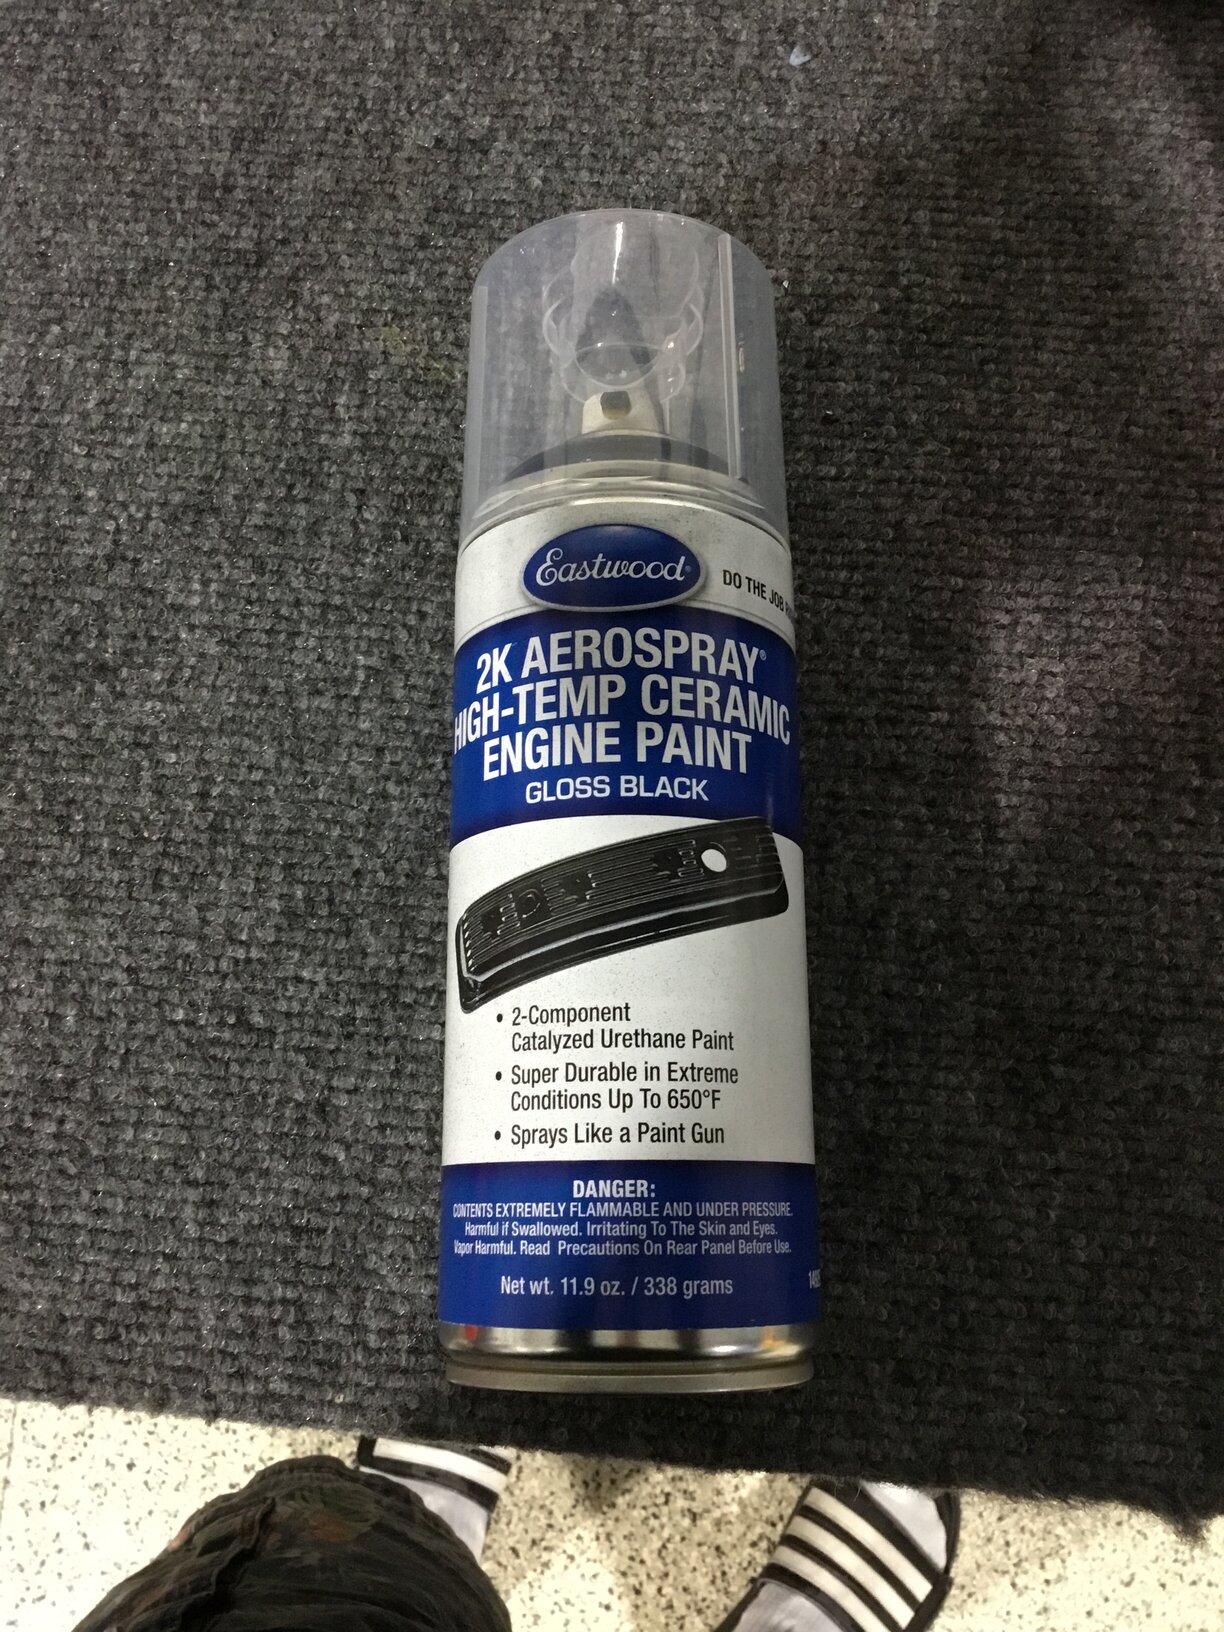 Eastwood
DO THE JOB
2K AEROSPRAY®
HIGH-TEMP CERAMIC
ENGINE PAINT
GLOSS BLACK
• 2-Component
Catalyzed Urethane Paint
• Super Durable in Extreme
Conditions Up To 650°F
• Sprays Like a Paint Gun
DANGER:
CONTENTS EXTREMELY FLAMMABLE AND UNDER PRESSURE.
Harmful if Swallowed. Irritating To The Skin and Eyes.
Vapor Harmful. Read Precautions On Rear Panel Before Use.
Net wt. 11.9 oz. / 338 grams